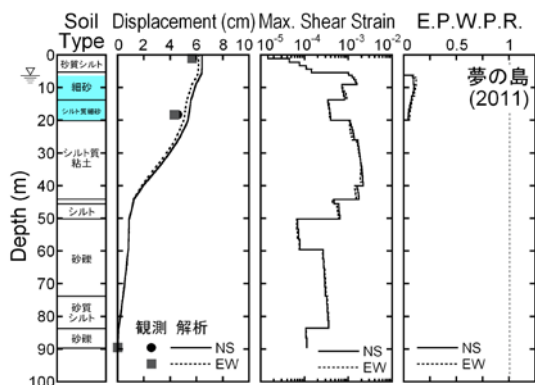 Soil Type
Displacement (cm)
Max. Shear Strain
E.P.W.P.R.
0 2 4 6 8 10
10-5 10-4 10-3 10-2
0 0.5 1
Depth (m)
0
10
20
30
40
50
60
70
80
90
100
砂質シルト
細砂
シルト質細砂
シルト質
粘土
シルト
砂礫
砂質
シルト
砂礫
観測 解析
NS
EW
NS
EW
夢の島
(2011)
NS
EW